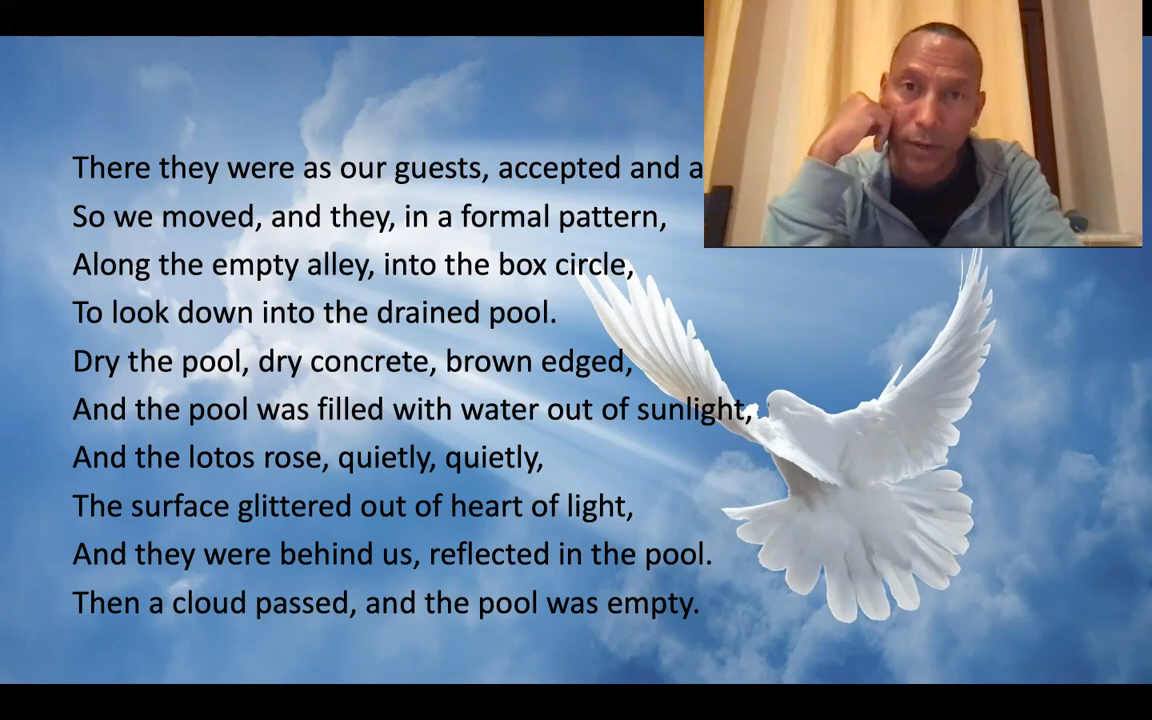 There they were as our guests, accepted and a
So we moved, and they, in a formal pattern,
Along the empty alley, into the box circle,
To look down into the drained pool.
Dry the pool, dry concrete, brown edged,
And the pool was filled with water out of sunlight,
And the lotos rose, quietly, quietly,
The surface glittered out of heart of light,
And they were behind us, reflected in the pool.
Then a cloud passed, and the pool was empty.